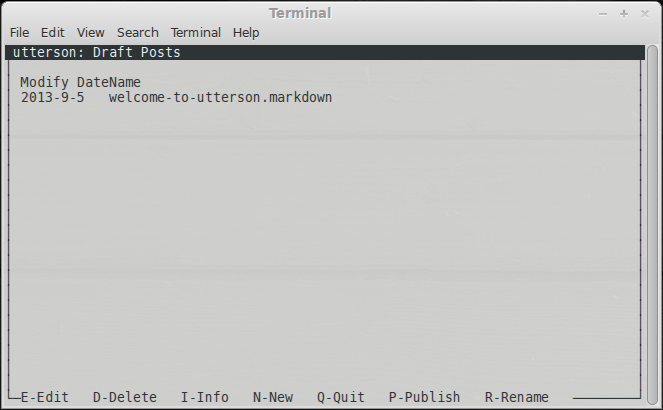 Terminal
File Edit View Search Terminal Help
utterson: Draft Posts
Modify DateName
2013-9-5 welcome-to-utterson.markdown
E-Edit D-Delete I-Info N-New Q-Quit P-Publish R-Rename